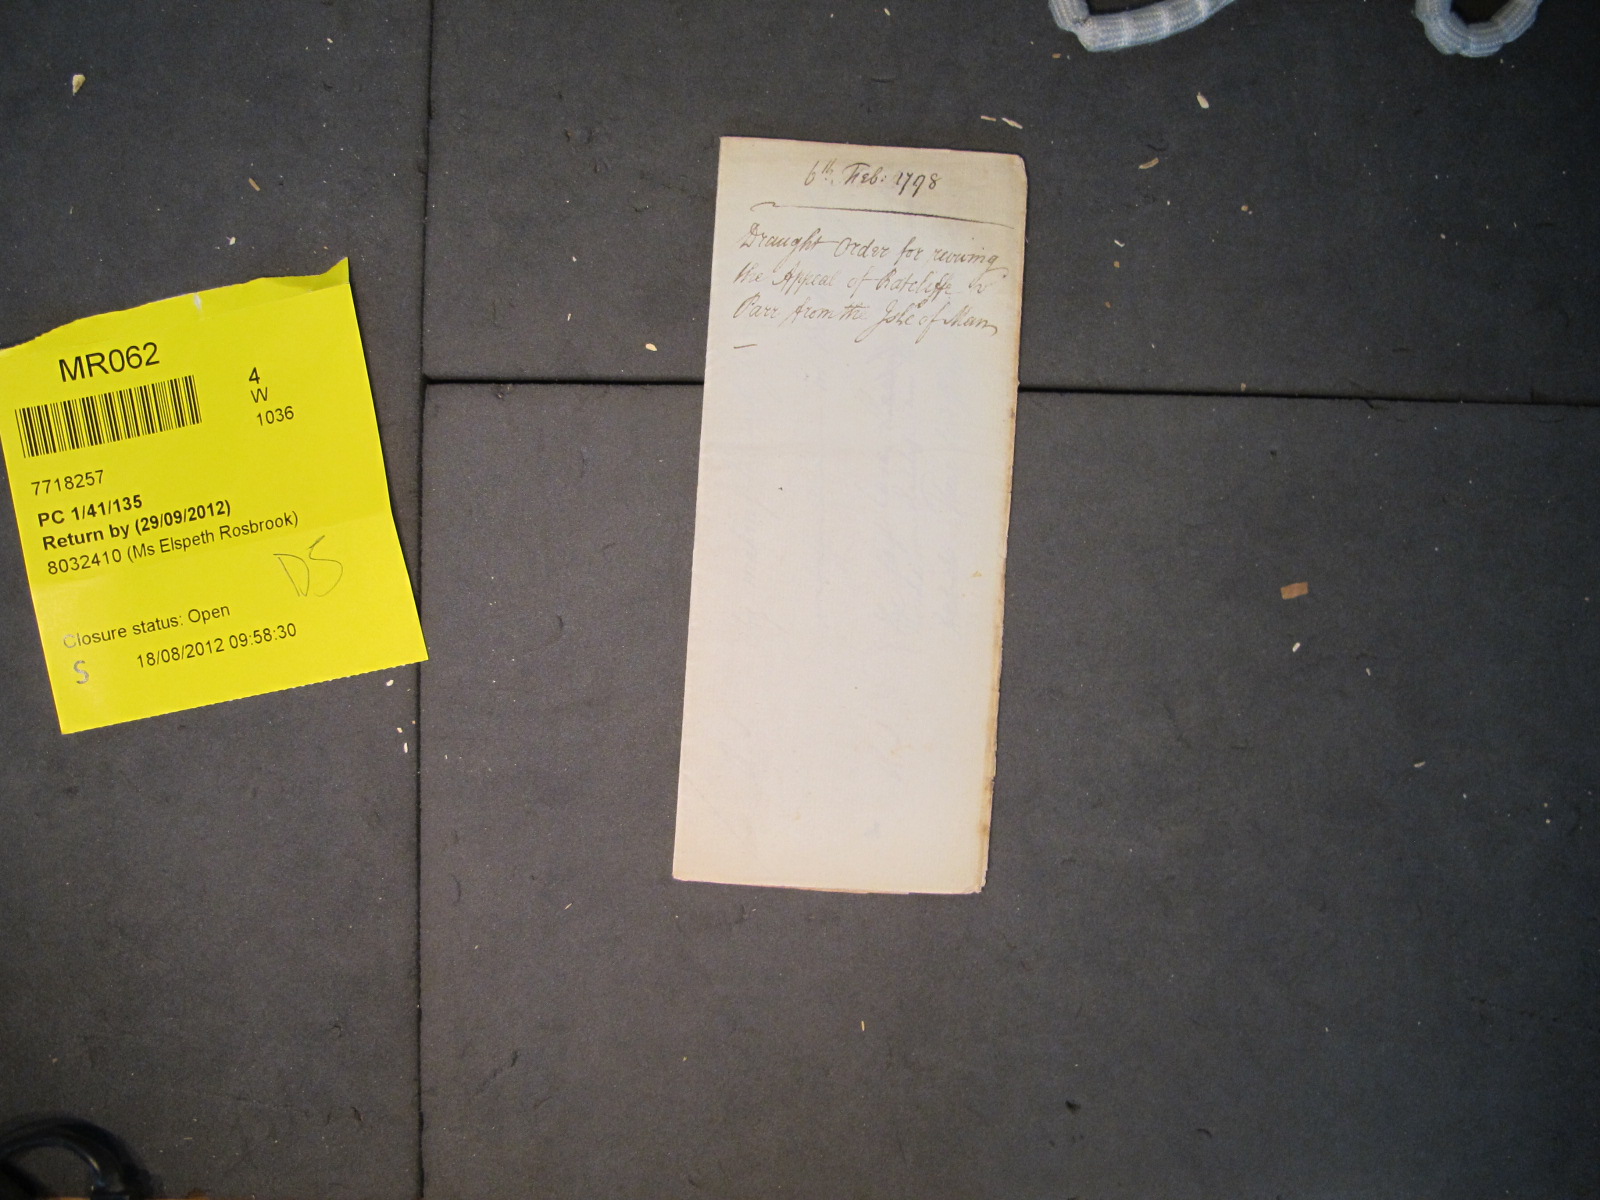 6th. Feb: 1798
Draught Order for reviving
the Appeal of Ratcliffe v
Parr from the Isle of Man
MR062
4
W
1036
7718257
PC 1/41/135
Return by (29/09/2012)
8032410 (Ms Elspeth Rosbrook)
DS
Closure status: Open
S
18/08/2012 09:58:30